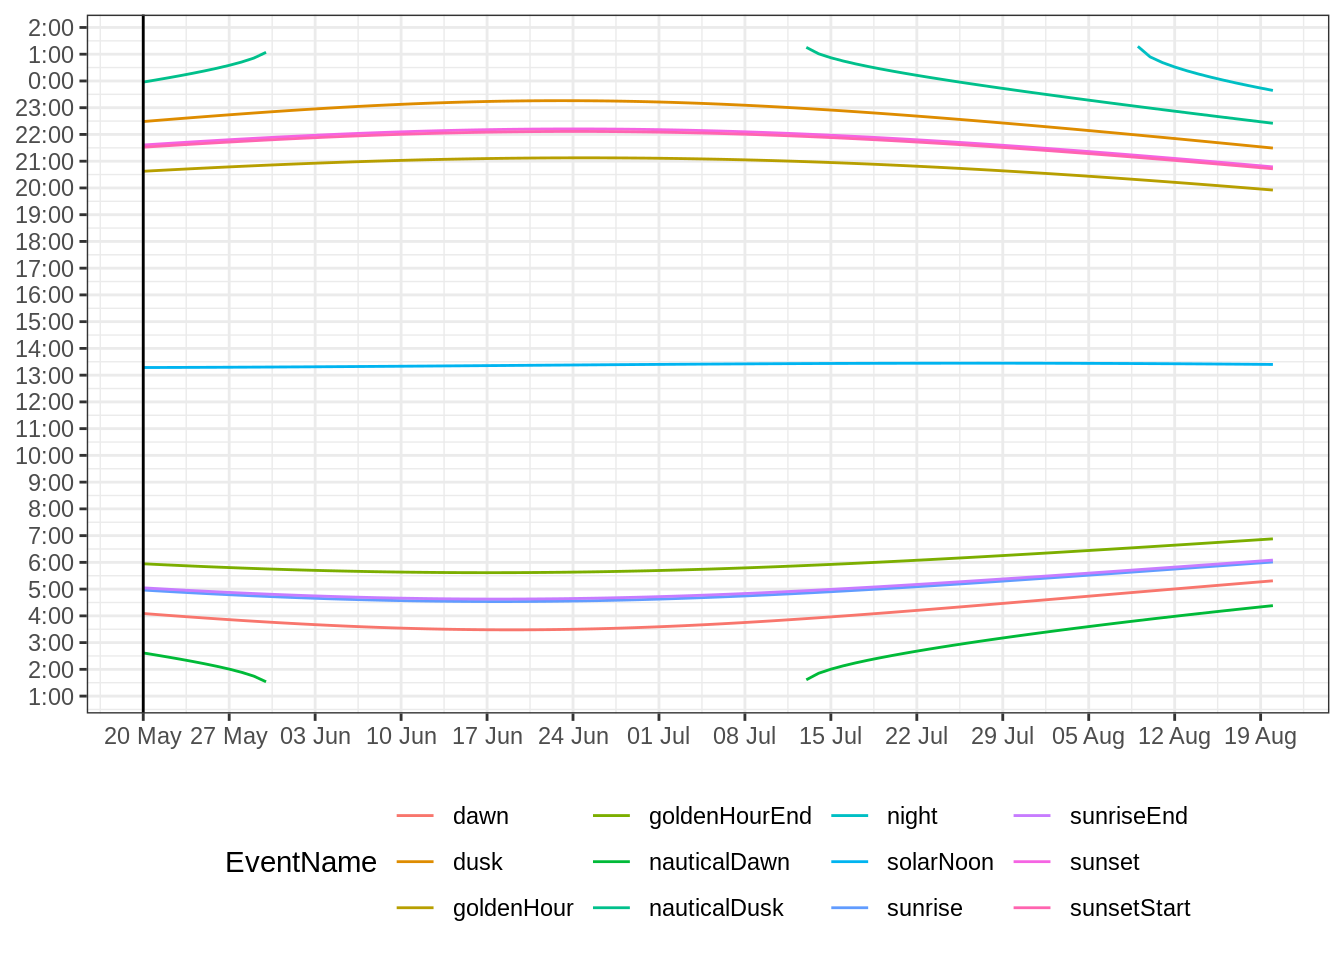 2:00
1:00
0:00
23:00
22:00
21:00
20:00
19:00
18:00
17:00
16:00
15:00
14:00
13:00
12:00
11:00
10:00
9:00
8:00
7:00
6:00
5:00
4:00
3:00
2:00
1:00
20 May 27 May 03 Jun 10 Jun 17 Jun 24 Jun 01 Jul 08 Jul 15 Jul 22 Jul 29 Jul 05 Aug 12 Aug 19 Aug
EventName
dawn
dusk
goldenHour
goldenHourEnd
nauticalDawn
nauticalDusk
night
solarNoon
sunrise
sunriseEnd
sunset
sunsetStart